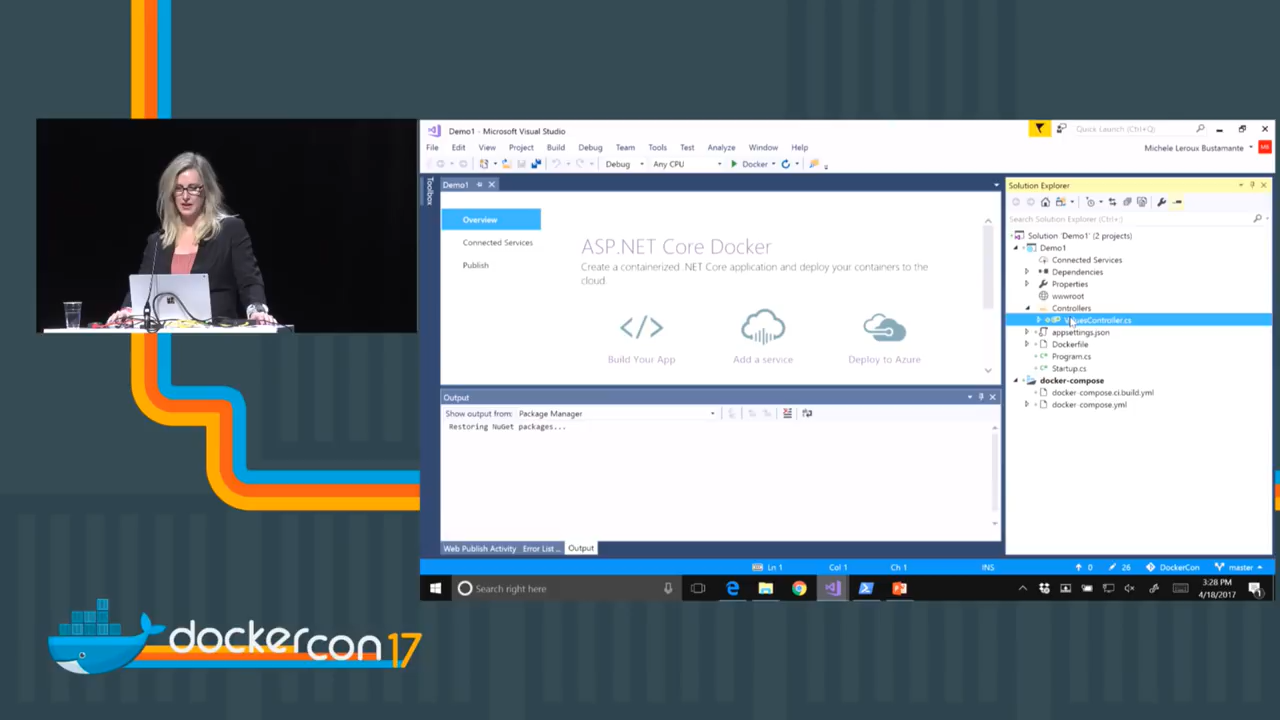 Demo1 - Microsoft Visual Studio
Quick Launch (Ctrl+Q)
File Edit View Project Build Debug Team Tools Test Analyze Window Help
Michele Leroux Bustamante
MB
Debug Any CPU Docker
Toolbox
Demo1
Overview
Connected Services
Publish
ASP.NET Core Docker
Create a containerized .NET Core application and deploy your containers to the
cloud
Build Your App
Add a service
Deploy to Azure
Output
Show output from: Package Manager
Restoring NuGet packages...
Web Publish Activity Error List ... Output
Solution Explorer
Search Solution Explorer (Ctrl+;)
Solution 'Demo1' (2 projects)
Demo1
Connected Services
Dependencies
Properties
wwwroot
Controllers
ValuesController.cs
appsettings.json
Dockerfile
Program.cs
Startup.cs
docker-compose
docker-compose.ci.build.yml
docker-compose.yml
Ln 1 Col 1 Ch 1 INS 0 26 DockerCon master
Search right here
3:28 PM
4/18/2017
dockercon 17